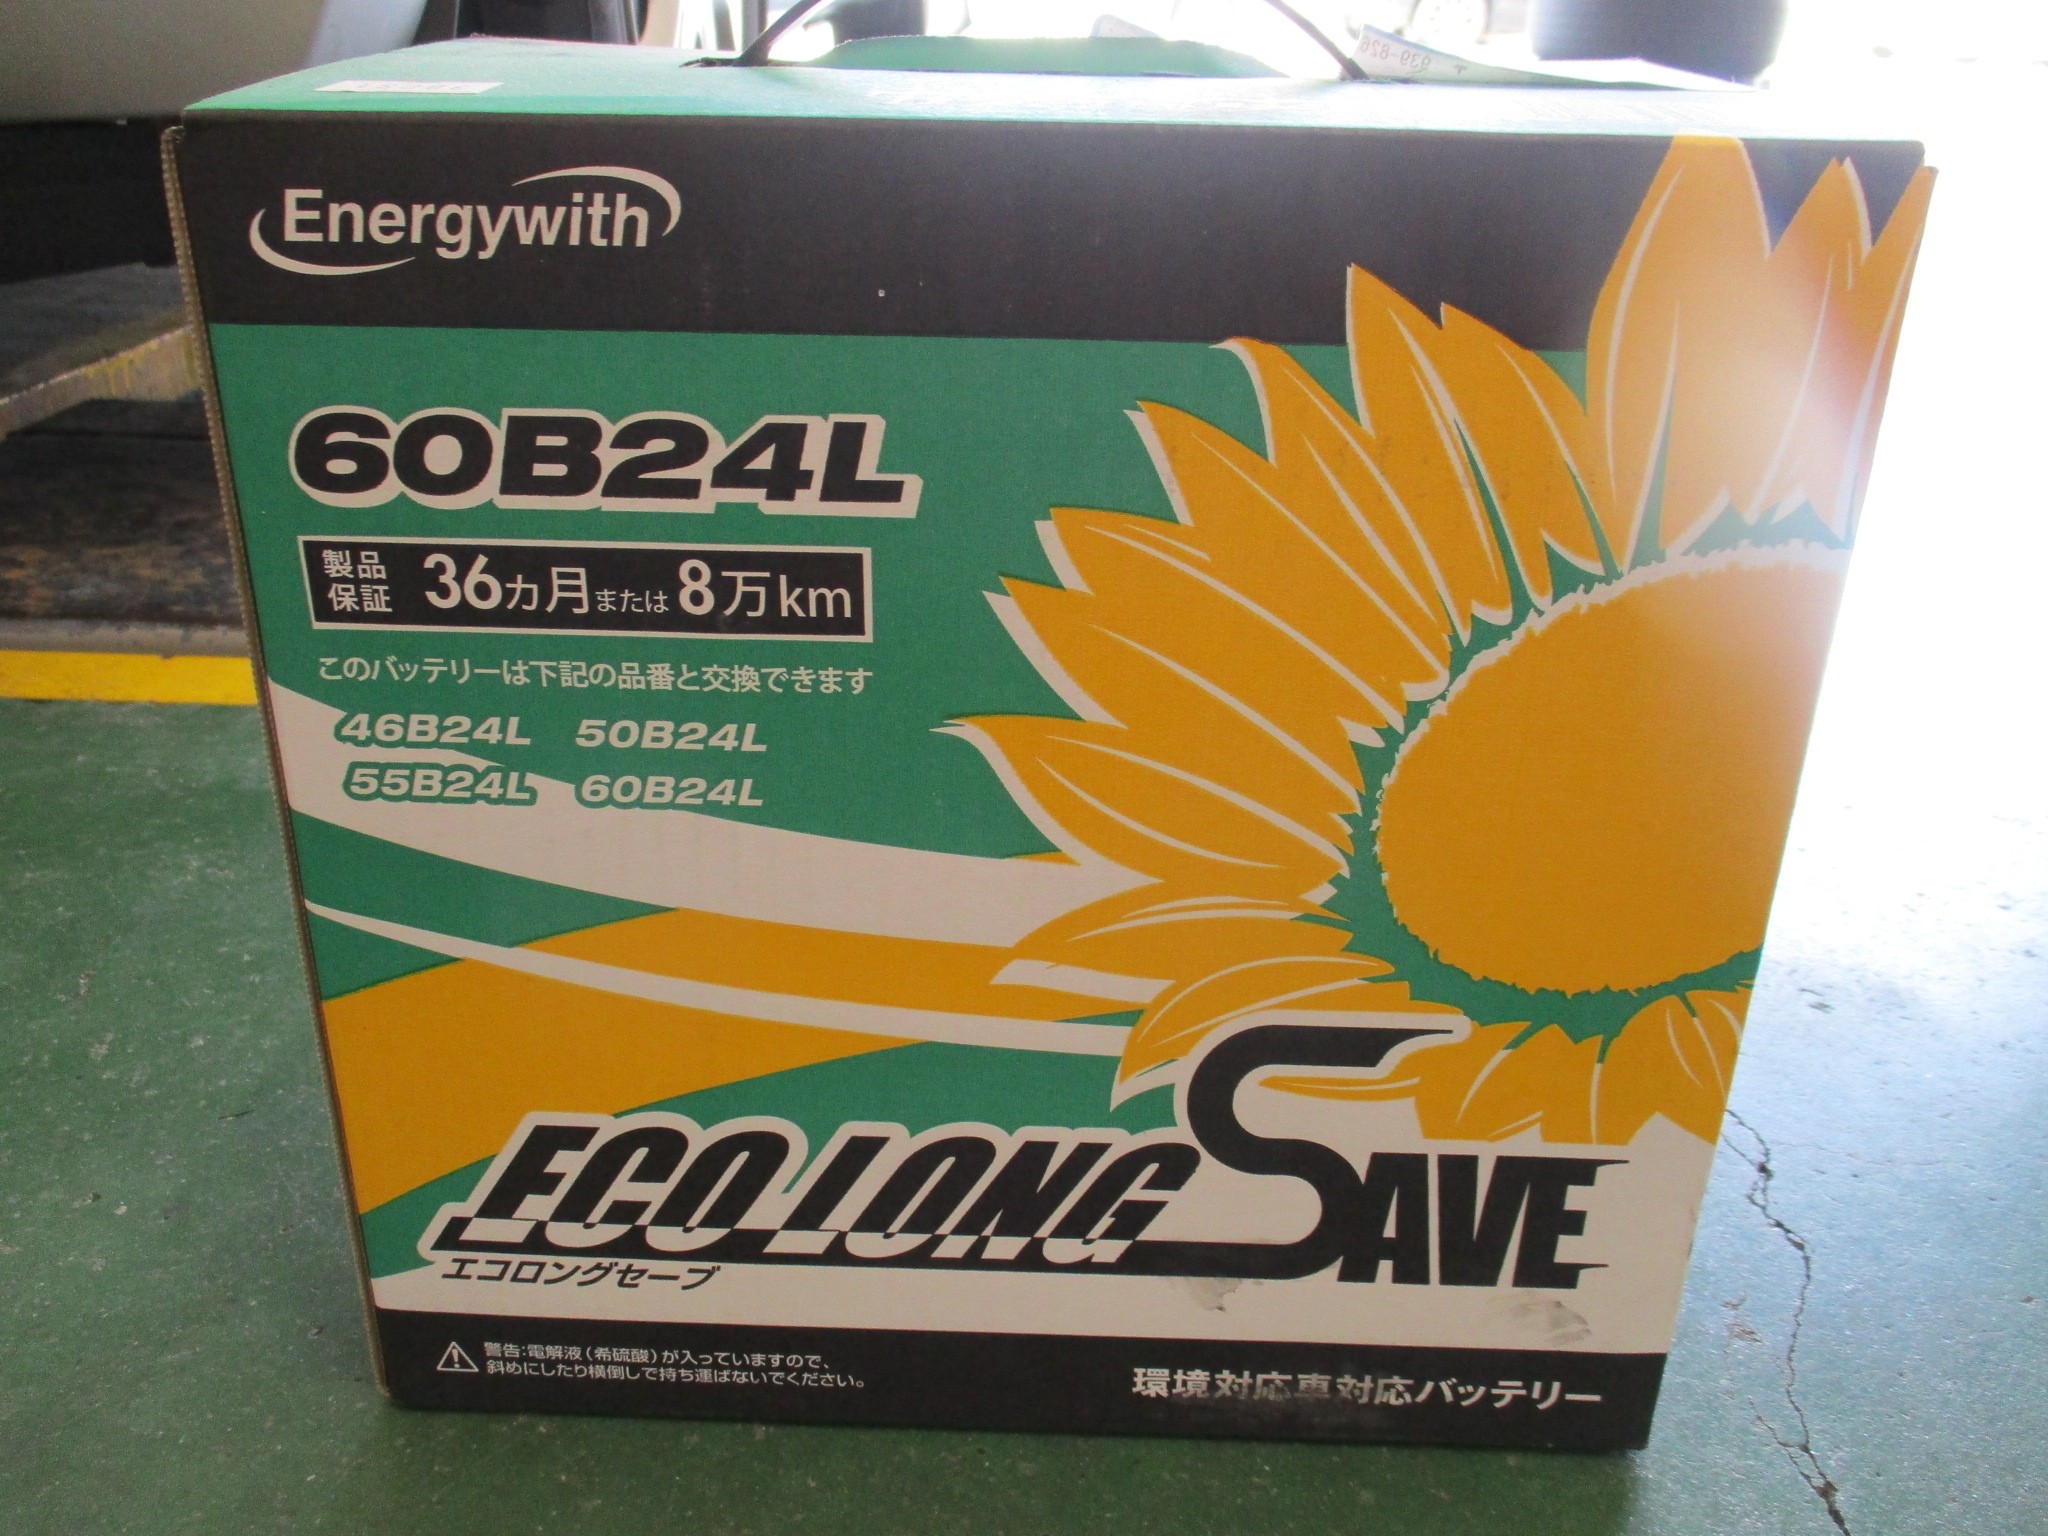 939-826
Energywith
60B24L
製品保証 36カ月または8万km
このバッテリーは下記の品番と交換できます
46B24L 50B24L
55B24L 60B24L
ECO LONG SAVE
エコロングセーブ
警告:電解液(希硫酸)が入っていますので、
斜めにしたり横倒しで持ち運ばないでください。
環境対応車対応バッテリー